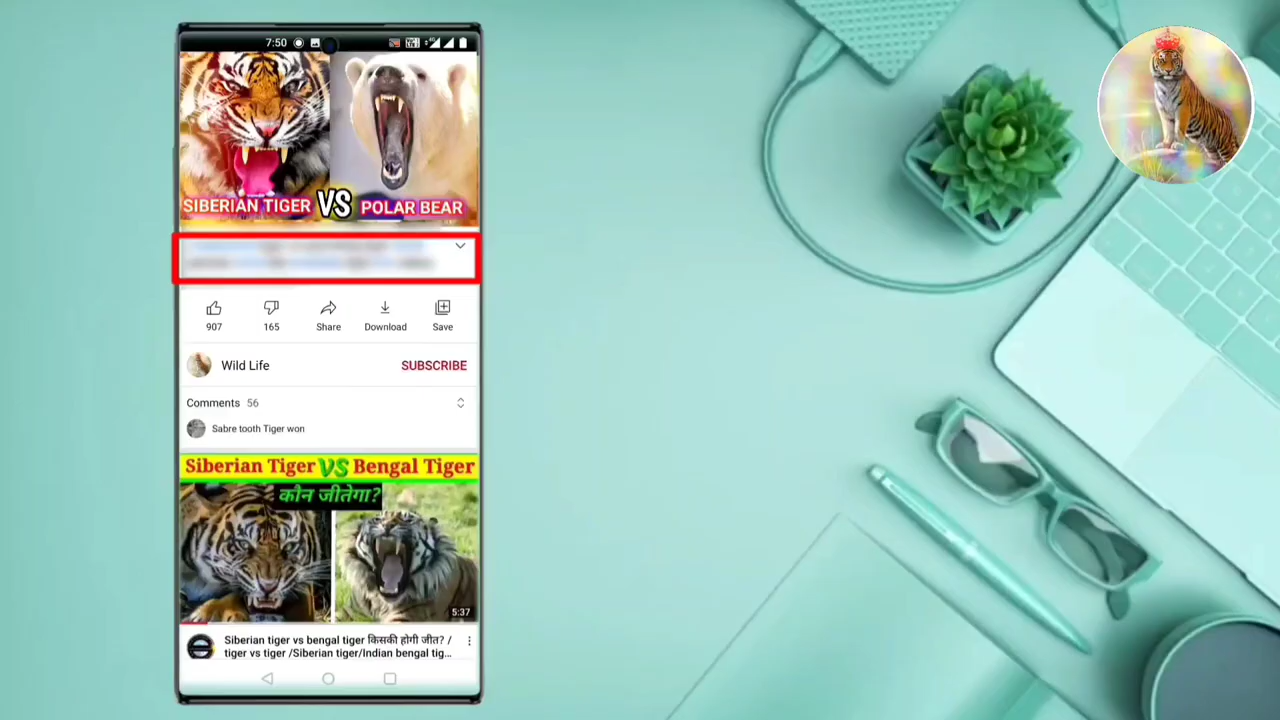 7:50
SIBERIAN TIGER VS POLAR BEAR
907
165
Share
Download
Save
Wild Life
SUBSCRIBE
Comments 56
Sabre tooth Tiger won
Siberian Tiger VS Bengal Tiger
कौन जीतेगा?
5:37
Siberian tiger vs bengal tiger किसकी होगी जीत? /
tiger vs tiger /Siberian tiger/Indian bengal tig...